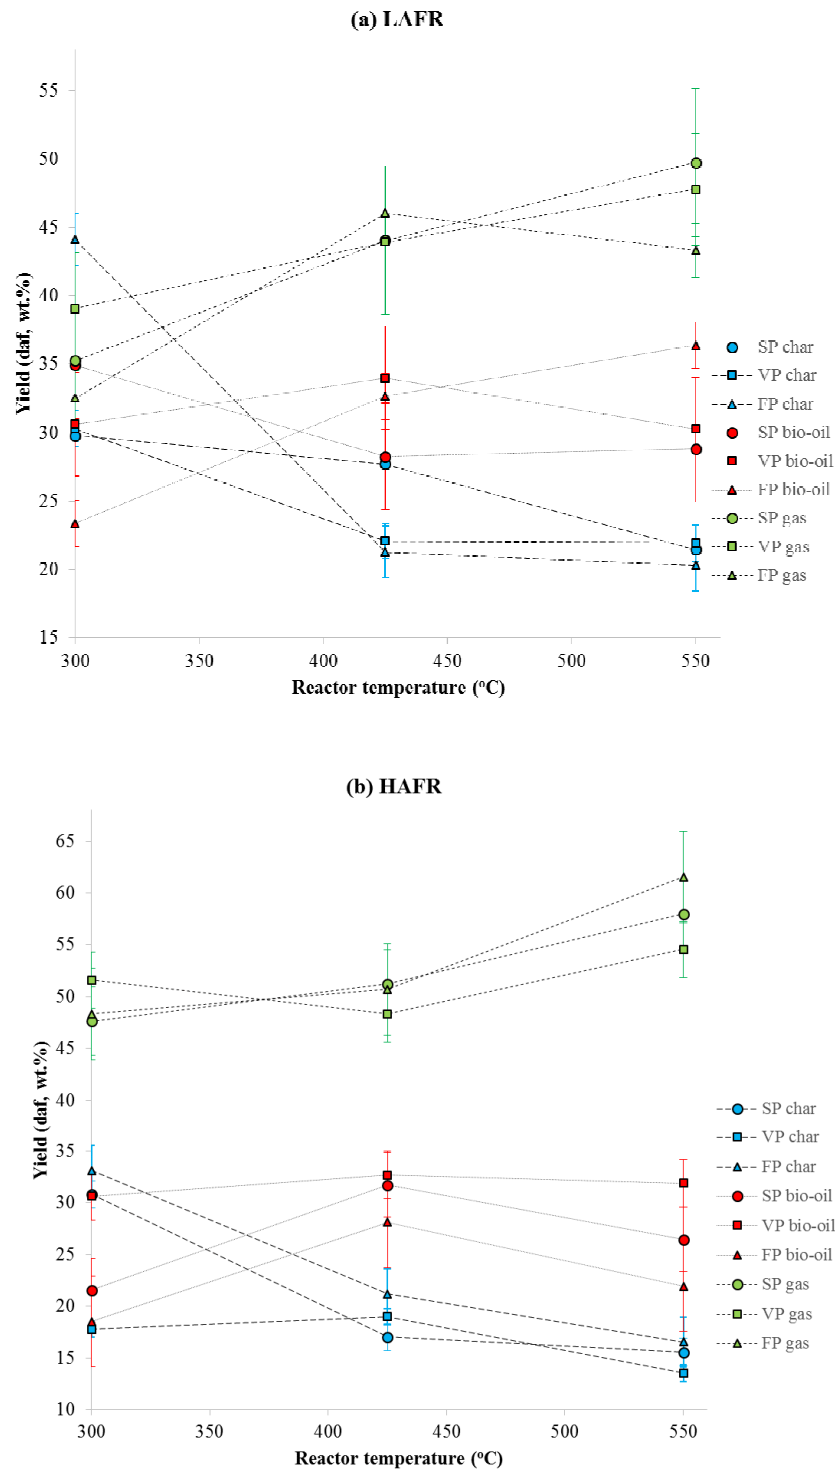 (a) LAFR
55
50
45
40
35
30
25
20
15
Yield (daf, wt.%)
300 350 400 450 500 550
Reactor temperature (ºC)
SP char
VP char
FP char
SP bio-oil
VP bio-oil
FP bio-oil
SP gas
VP gas
FP gas
(b) HAFR
65
60
55
50
45
40
35
30
25
20
15
10
Yield (daf, wt.%)
300 350 400 450 500 550
Reactor temperature (ºC)
SP char
VP char
FP char
SP bio-oil
VP bio-oil
FP bio-oil
SP gas
VP gas
FP gas